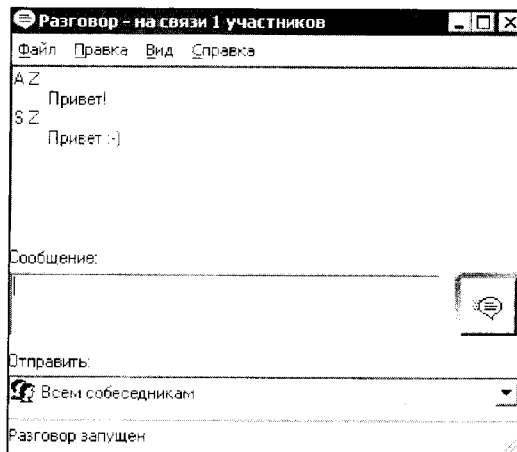 Разговор - на связи 1 участников
Файл Правка Вид Справка
A Z
Привет!
S Z
Привет :-)
Сообщение:
Отправить:
Всем собеседникам
Разговор запущен